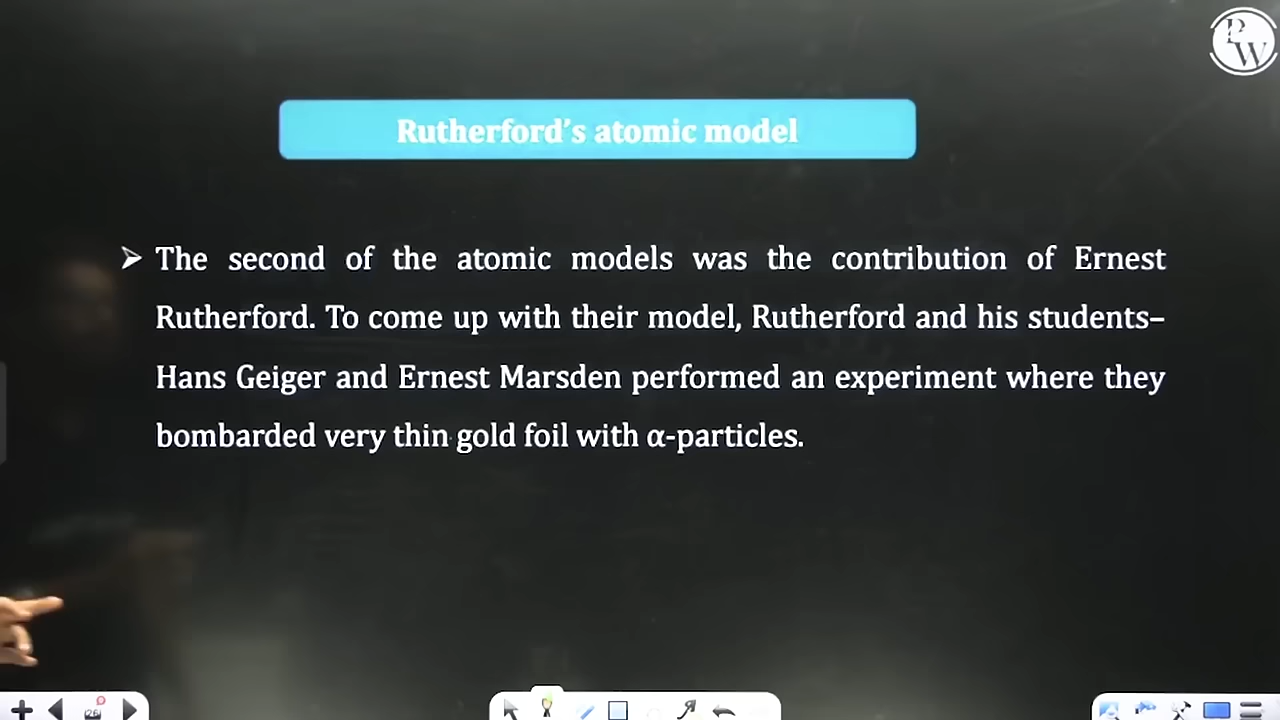 PW
Rutherford's atomic model
➤ The second of the atomic models was the contribution of Ernest
Rutherford. To come up with their model, Rutherford and his students–
Hans Geiger and Ernest Marsden performed an experiment where they
bombarded very thin gold foil with α-particles.